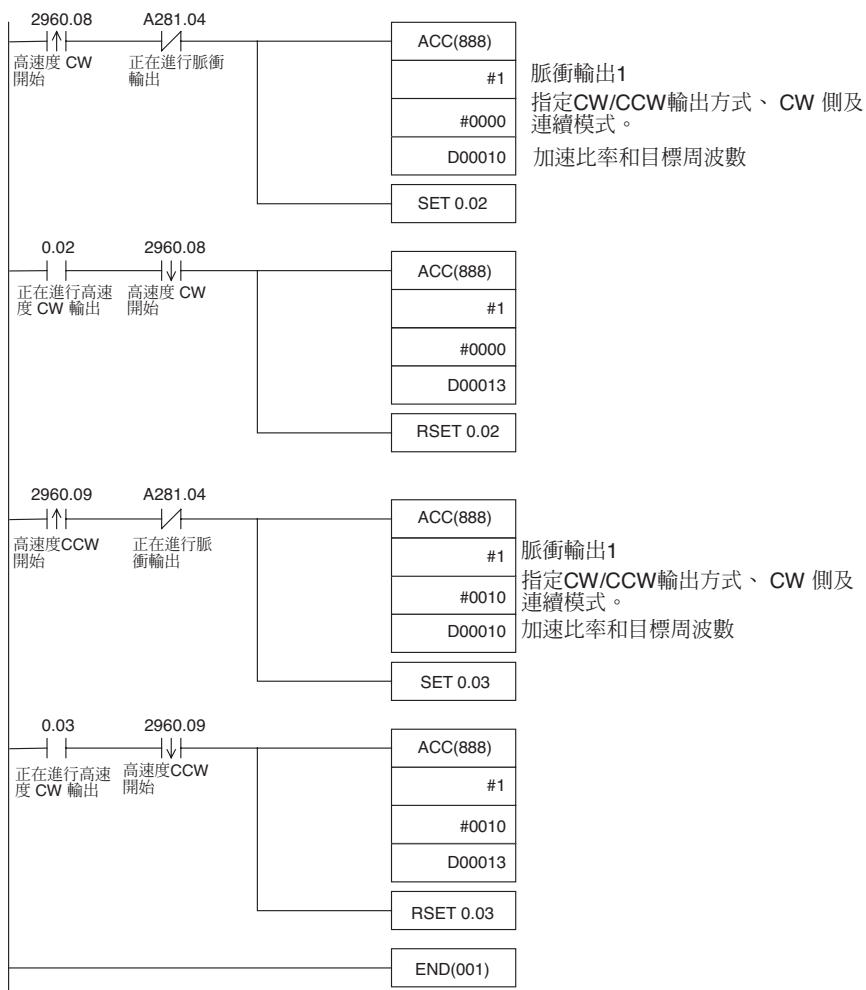 2960.08 A281.04
高速度 CW
開始
正在進行脈衝
輸出
ACC(888)
#1
#0000
D00010
SET 0.02
脈衝輸出1
指定CW/CCW輸出方式、 CW 側及
連續模式。
加速比率和目標周波數
0.02 2960.08
正在進行高速
度 CW 輸出
高速度 CW
開始
ACC(888)
#1
#0000
D00013
RSET 0.02
2960.09 A281.04
高速度CCW
開始
正在進行脈
衝輸出
ACC(888)
#1
#0010
D00010
SET 0.03
脈衝輸出1
指定CW/CCW輸出方式、 CW 側及
連續模式。
加速比率和目標周波數
0.03 2960.09
正在進行高速
度 CW 輸出
高速度CCW
開始
ACC(888)
#1
#0010
D00013
RSET 0.03
END(001)